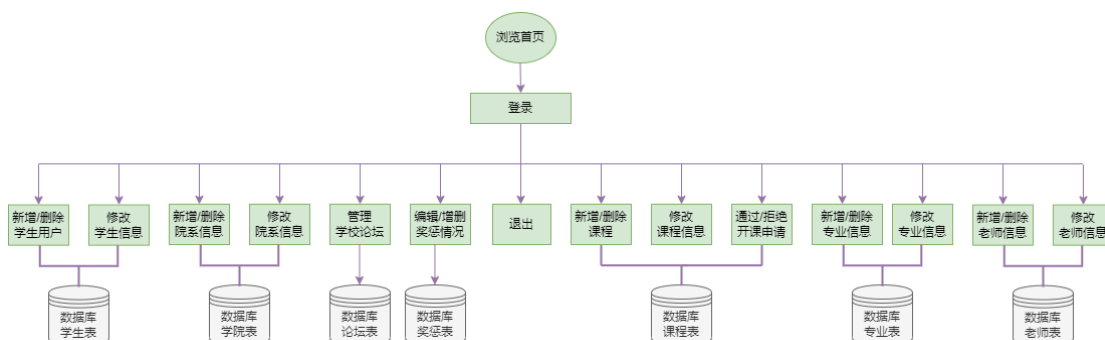 浏览首页
登录
新增/删除
学生用户
修改
学生信息
新增/删除
院系信息
修改
院系信息
管理
学校论坛
编辑/增删
奖惩情况
退出
新增/删除
课程
修改
课程信息
通过/拒绝
开课申请
新增/删除
专业信息
修改
专业信息
新增/删除
老师信息
修改
老师信息
数据库
学生表
数据库
学院表
数据库
论坛表
数据库
奖惩表
数据库
课程表
数据库
专业表
数据库
老师表